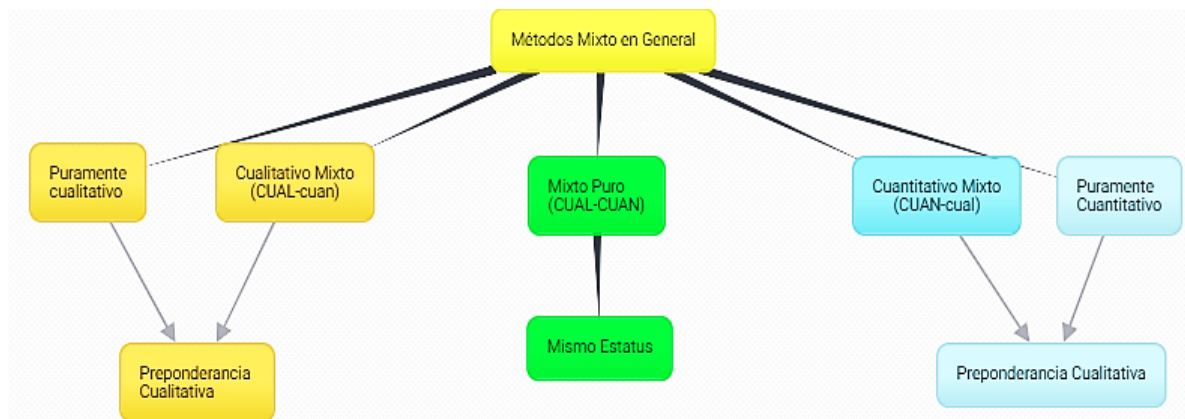 Métodos Mixto en General
Puramente
cualitativo
Cualitativo Mixto
(CUAL-cuan)
Mixto Puro
(CUAL-CUAN)
Cuantitativo Mixto
(CUAN-cual)
Puramente
Cuantitativo
Preponderancia
Cualitativa
Mismo Estatus
Preponderancia Cualitativa